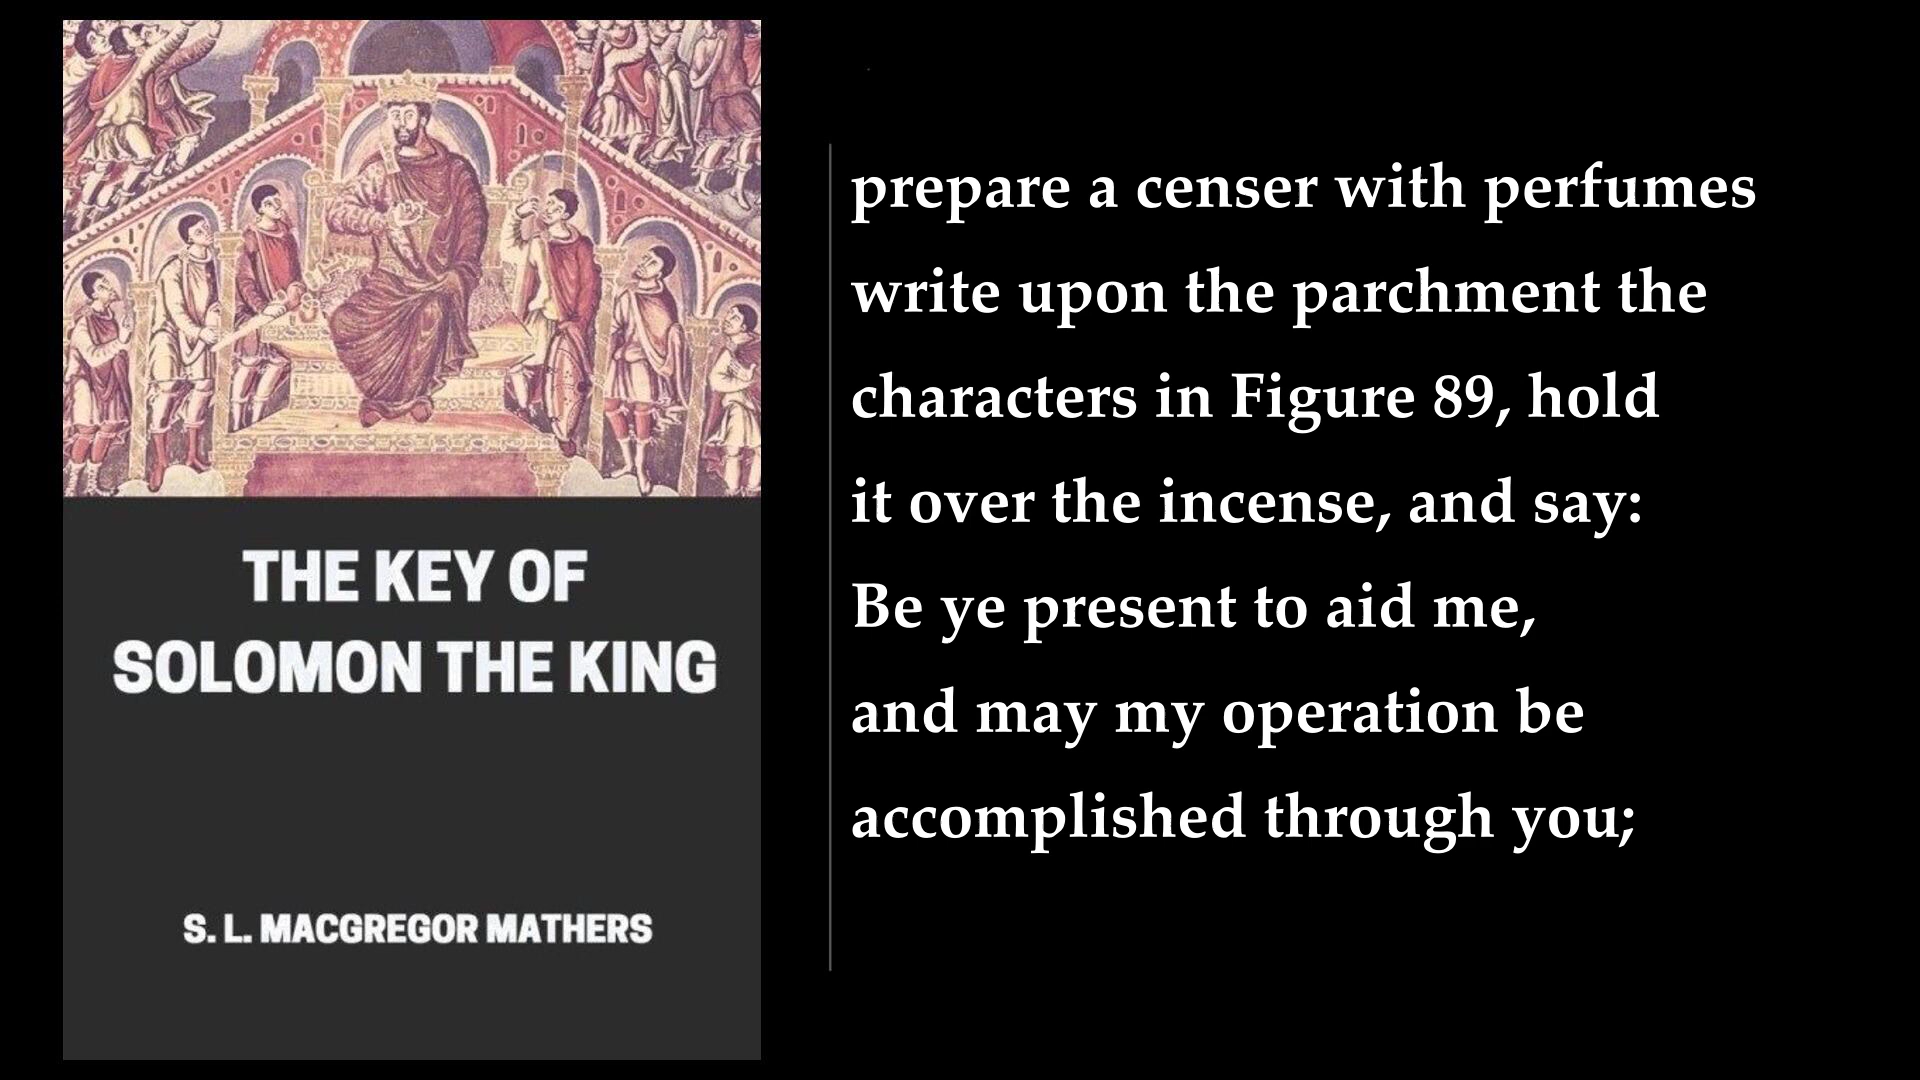 THE KEY OF
SOLOMON THE KING
S. L. MACGREGOR MATHERS
prepare a censer with perfumes
write upon the parchment the
characters in Figure 89, hold
it over the incense, and say:
Be ye present to aid me,
and may my operation be
accomplished through you;